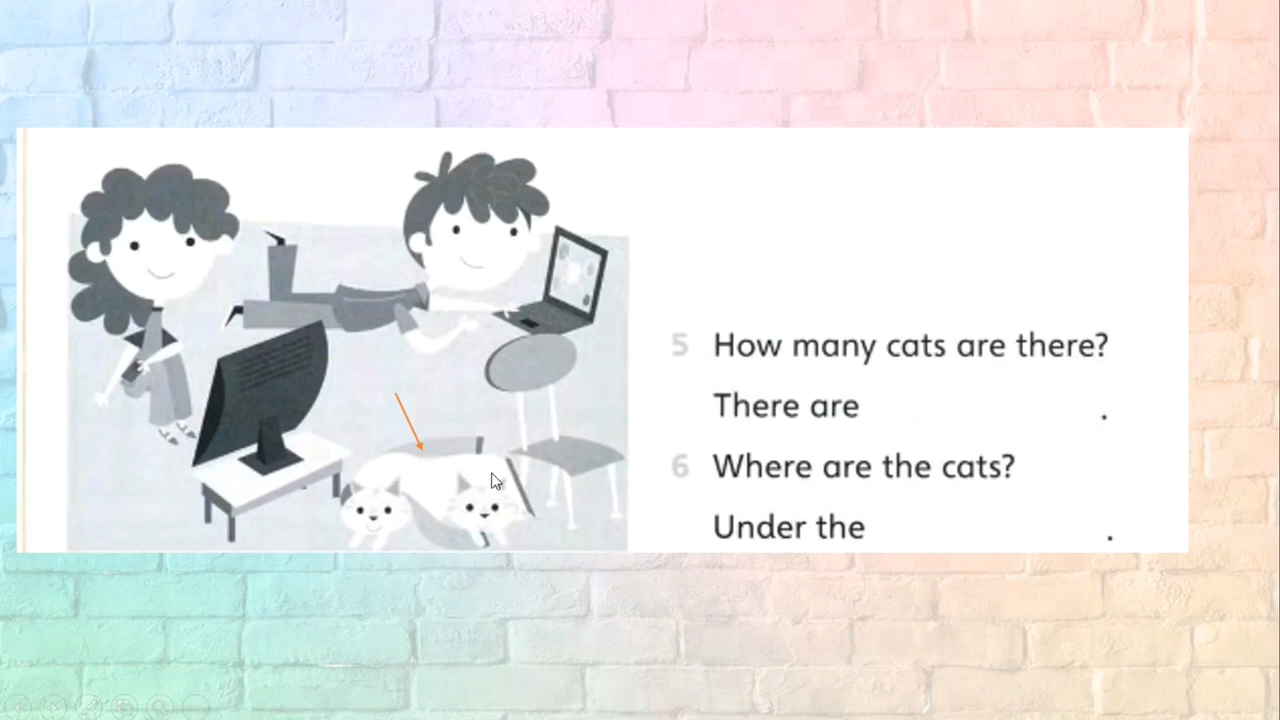 5 How many cats are there?
There are .
6 Where are the cats?
Under the .